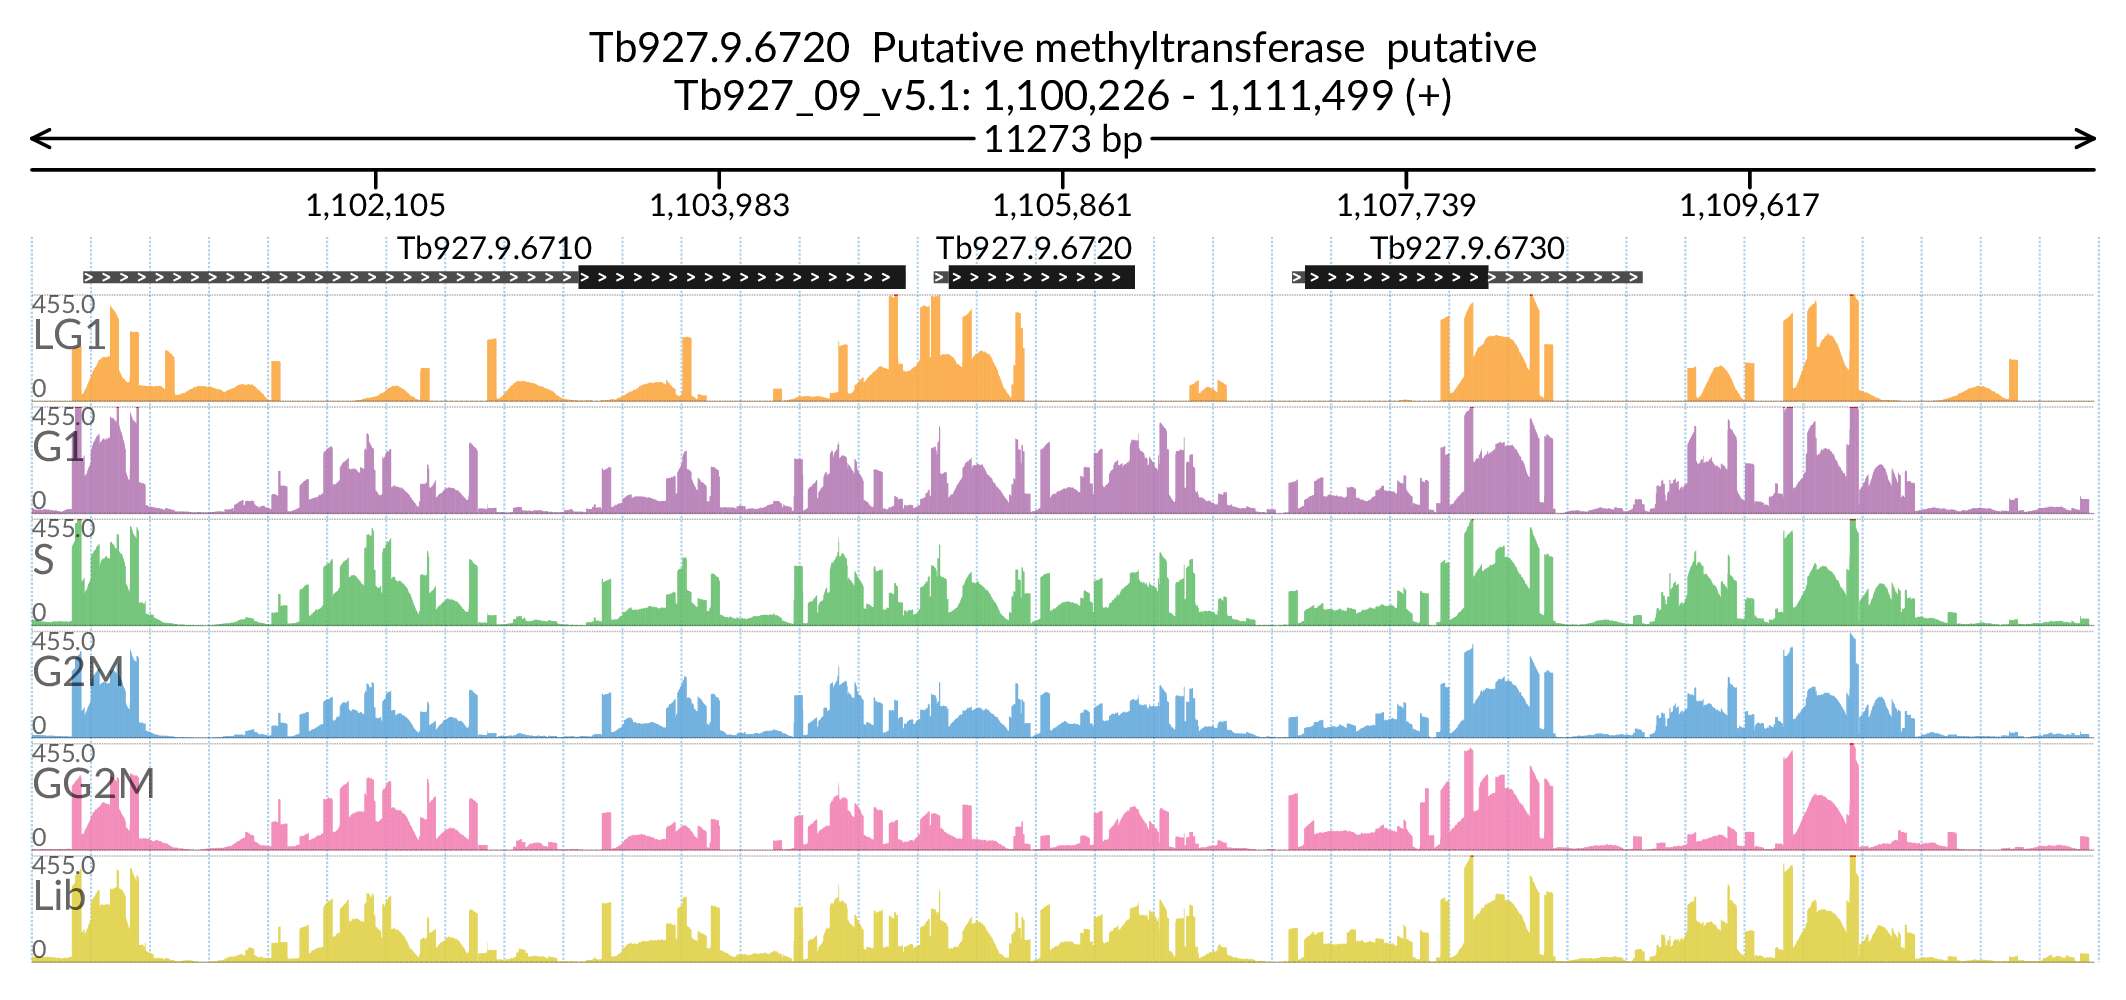 Tb927.9.6720  Putative methyltransferase  putative
Tb927_09_v5.1: 1,100,226 - 1,111,499 (+)
11273 bp
1,102,105 1,103,983 1,105,861 1,107,739 1,109,617
Tb927.9.6710 Tb927.9.6720 Tb927.9.6730
455.0
LG1
0
455.0
G1
0
455.0
S
0
455.0
G2M
0
455.0
GG2M
0
455.0
Lib
0